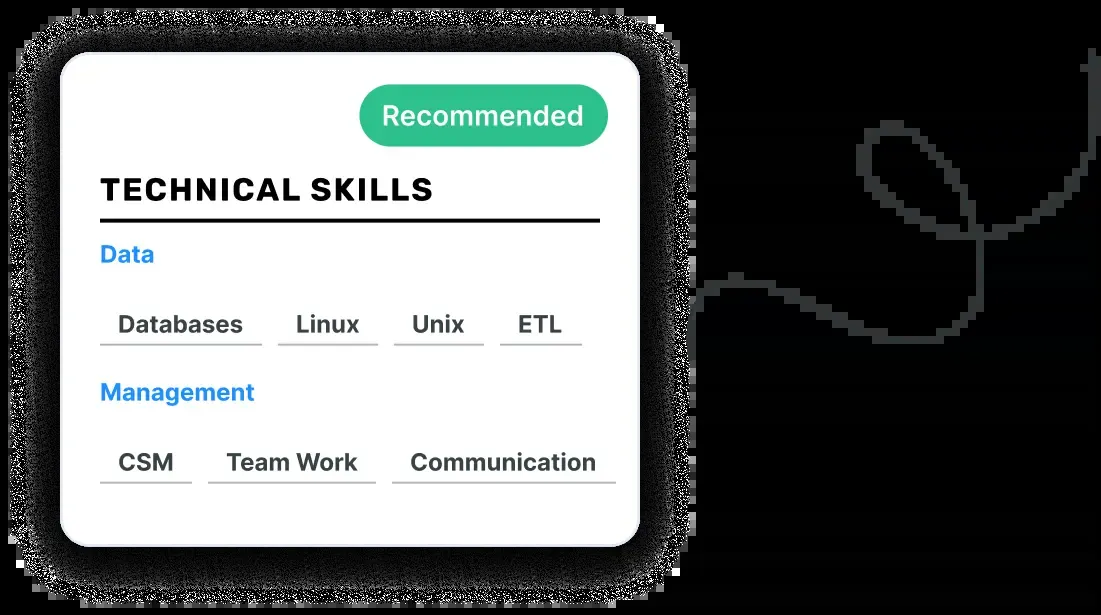 Recommended
TECHNICAL SKILLS
Data
Databases Linux Unix ETL
Management
CSM Team Work Communication